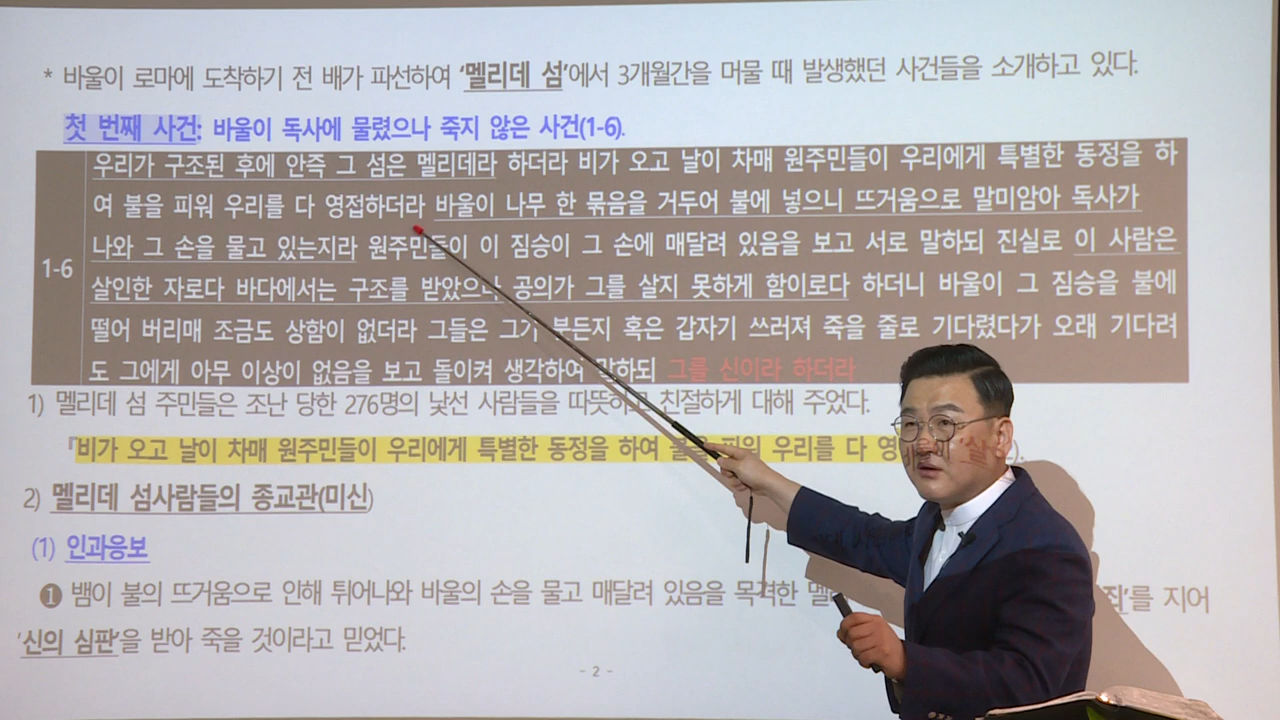 * 바울이 로마에 도착하기 전 배가 파선하여 '멜리데 섬'에서 3개월간을 머물 때 발생했던 사건들을 소개하고 있다.
첫 번째 사건: 바울이 독사에 물렸으나 죽지 않은 사건(1-6).
1-6
우리가 구조된 후에 안즉 그 섬은 멜리데라 하더라 비가 오고 날이 차매 원주민들이 우리에게 특별한 동정을 하
여 불을 피워 우리를 다 영접하더라 바울이 나무 한 묶음을 거두어 불에 넣으니 뜨거움으로 말미암아 독사가
나와 그 손을 물고 있는지라 원주민들이 이 짐승이 그 손에 매달려 있음을 보고 서로 말하되 진실로 이 사람은
살인한 자로다 바다에서는 구조를 받았으나 공의가 그를 살지 못하게 함이로다 하더니 바울이 그 짐승을 불에
떨어 버리매 조금도 상함이 없더라 그들은 그가 붓든지 혹은 갑자기 쓰러져 죽을 줄로 기다렸다가 오래 기다려
도 그에게 아무 이상이 없음을 보고 돌이켜 생각하여 말하되 그를 신이라 하더라
1) 멜리데 섬 주민들은 조난 당한 276명의 낯선 사람들을 따뜻하고 친절하게 대해 주었다.
『비가 오고 날이 차매 원주민들이 우리에게 특별한 동정을 하여 불을 피워 우리를 다 영
2) 멜리데 섬사람들의 종교관(미신)
(1) 인과응보
❶ 뱀이 불의 뜨거움으로 인해 튀어나와 바울의 손을 물고 매달려 있음을 목격한 멜 죄'를 지어
'신의 심판'을 받아 죽을 것이라고 믿었다.
- 2 -